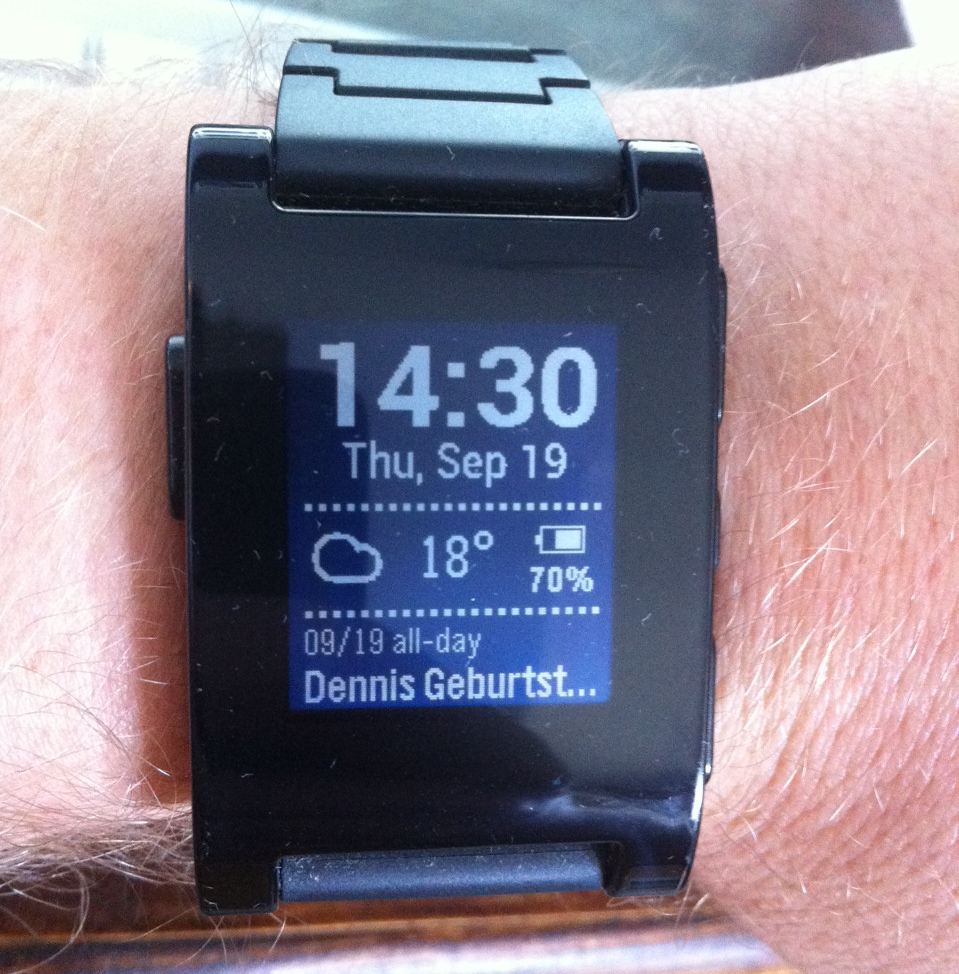 14:30
Thu, Sep 19
18°
70%
09/19 all-day
Dennis Geburtst...